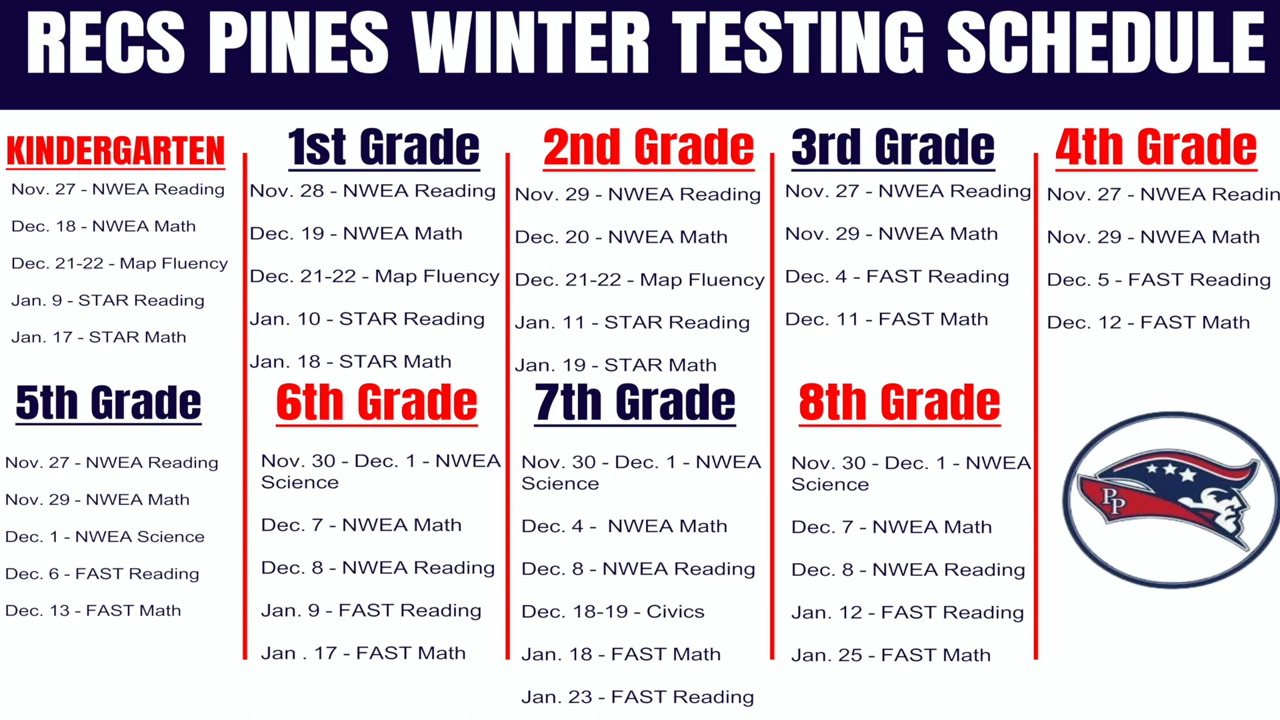 RECS PINES WINTER TESTING SCHEDULE
KINDERGARTEN
Nov. 27 - NWEA Reading
Dec. 18 - NWEA Math
Dec. 21-22 - Map Fluency
Jan. 9 - STAR Reading
Jan. 17 - STAR Math
1st Grade
Nov. 28 - NWEA Reading
Dec. 19 - NWEA Math
Dec. 21-22 - Map Fluency
Jan. 10 - STAR Reading
Jan. 18 - STAR Math
2nd Grade
Nov. 29 - NWEA Reading
Dec. 20 - NWEA Math
Dec. 21-22 - Map Fluency
Jan. 11 - STAR Reading
Jan. 19 - STAR Math
3rd Grade
Nov. 27 - NWEA Reading
Nov. 29 - NWEA Math
Dec. 4 - FAST Reading
Dec. 11 - FAST Math
4th Grade
Nov. 27 - NWEA Readin
Nov. 29 - NWEA Math
Dec. 5 - FAST Reading
Dec. 12 - FAST Math
5th Grade
Nov. 27 - NWEA Reading
Nov. 29 - NWEA Math
Dec. 1 - NWEA Science
Dec. 6 - FAST Reading
Dec. 13 - FAST Math
6th Grade
Nov. 30 - Dec. 1 - NWEA
Science
Dec. 7 - NWEA Math
Dec. 8 - NWEA Reading
Jan. 9 - FAST Reading
Jan . 17 - FAST Math
7th Grade
Nov. 30 - Dec. 1 - NWEA
Science
Dec. 4 -  NWEA Math
Dec. 8 - NWEA Reading
Dec. 18-19 - Civics
Jan. 18 - FAST Math
Jan. 23 - FAST Reading
8th Grade
Nov. 30 - Dec. 1 - NWEA
Science
Dec. 7 - NWEA Math
Dec. 8 - NWEA Reading
Jan. 12 - FAST Reading
Jan. 25 - FAST Math
PP